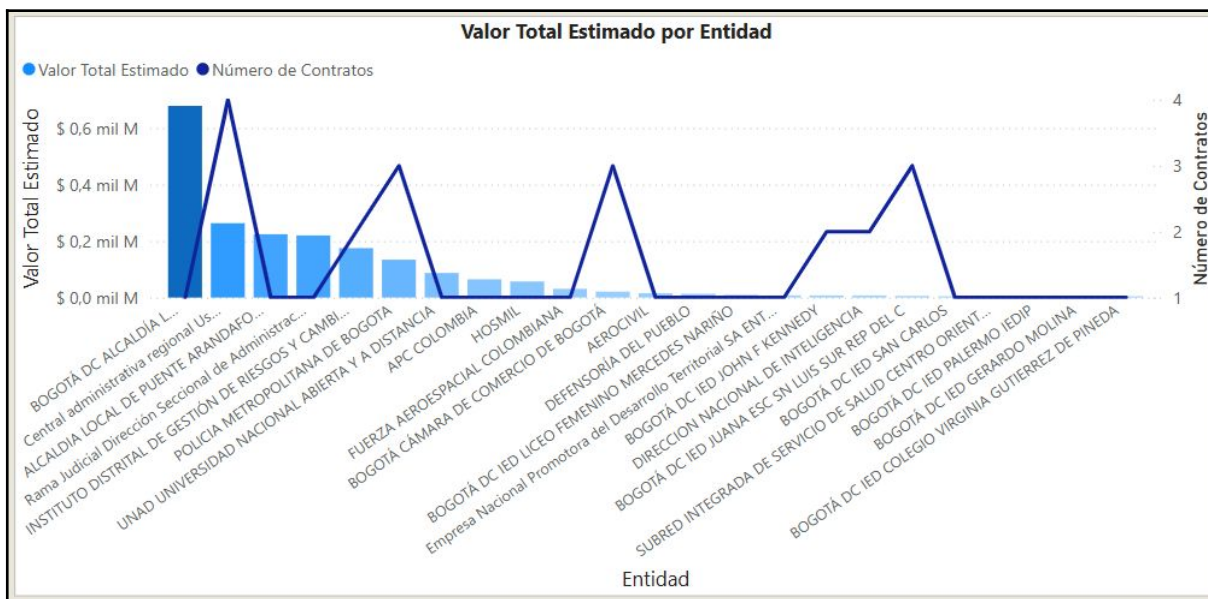 Valor Total Estimado por Entidad
Valor Total Estimado Número de Contratos
Valor Total Estimado
$ 0,6 mil M
$ 0,4 mil M
$ 0,2 mil M
$ 0,0 mil M
4
3
2
1
Número de Contratos
BOGOTÁ DC ALCALDIA L...
Central administrativa regional Us...
ALCALDIA LOCAL DE PUENTE ARANDAFO...
Rama Judicial Dirección Seccional de Administrac...
INSTITUTO DISTRITAL DE GESTIÓN DE RIESGOS Y CAMBI...
POLICIA METROPOLITANA DE BOGOTA
UNAD UNIVERSIDAD NACIONAL ABIERTA Y A DISTANCIA
APC COLOMBIA
HOSMIL
FUERZA AEROESPACIAL COLOMBIANA
BOGOTÁ CÁMARA DE COMERCIO DE BOGOTÁ
AEROCIVIL
DEFENSORÍA DEL PUEBLO
BOGOTÁ DC IED LICEO FEMENINO MERCEDES NARIÑO
Empresa Nacional Promotora del Desarrollo Territorial SA ENT...
BOGOTÁ DC IED JOHN F KENNEDY
DIRECCION NACIONAL DE INTELIGENCIA
BOGOTÁ DC IED JUANA ESC SN LUIS SUR REP DEL C
BOGOTÁ DC IED SAN CARLOS
SUBRED INTEGRADA DE SERVICIO DE SALUD CENTRO ORIENT...
BOGOTÁ DC IED PALERMO IEDIP
BOGOTÁ DC IED GERARDO MOLINA
BOGOTÁ DC IED COLEGIO VIRGINIA GUTIERREZ DE PINEDA
Entidad